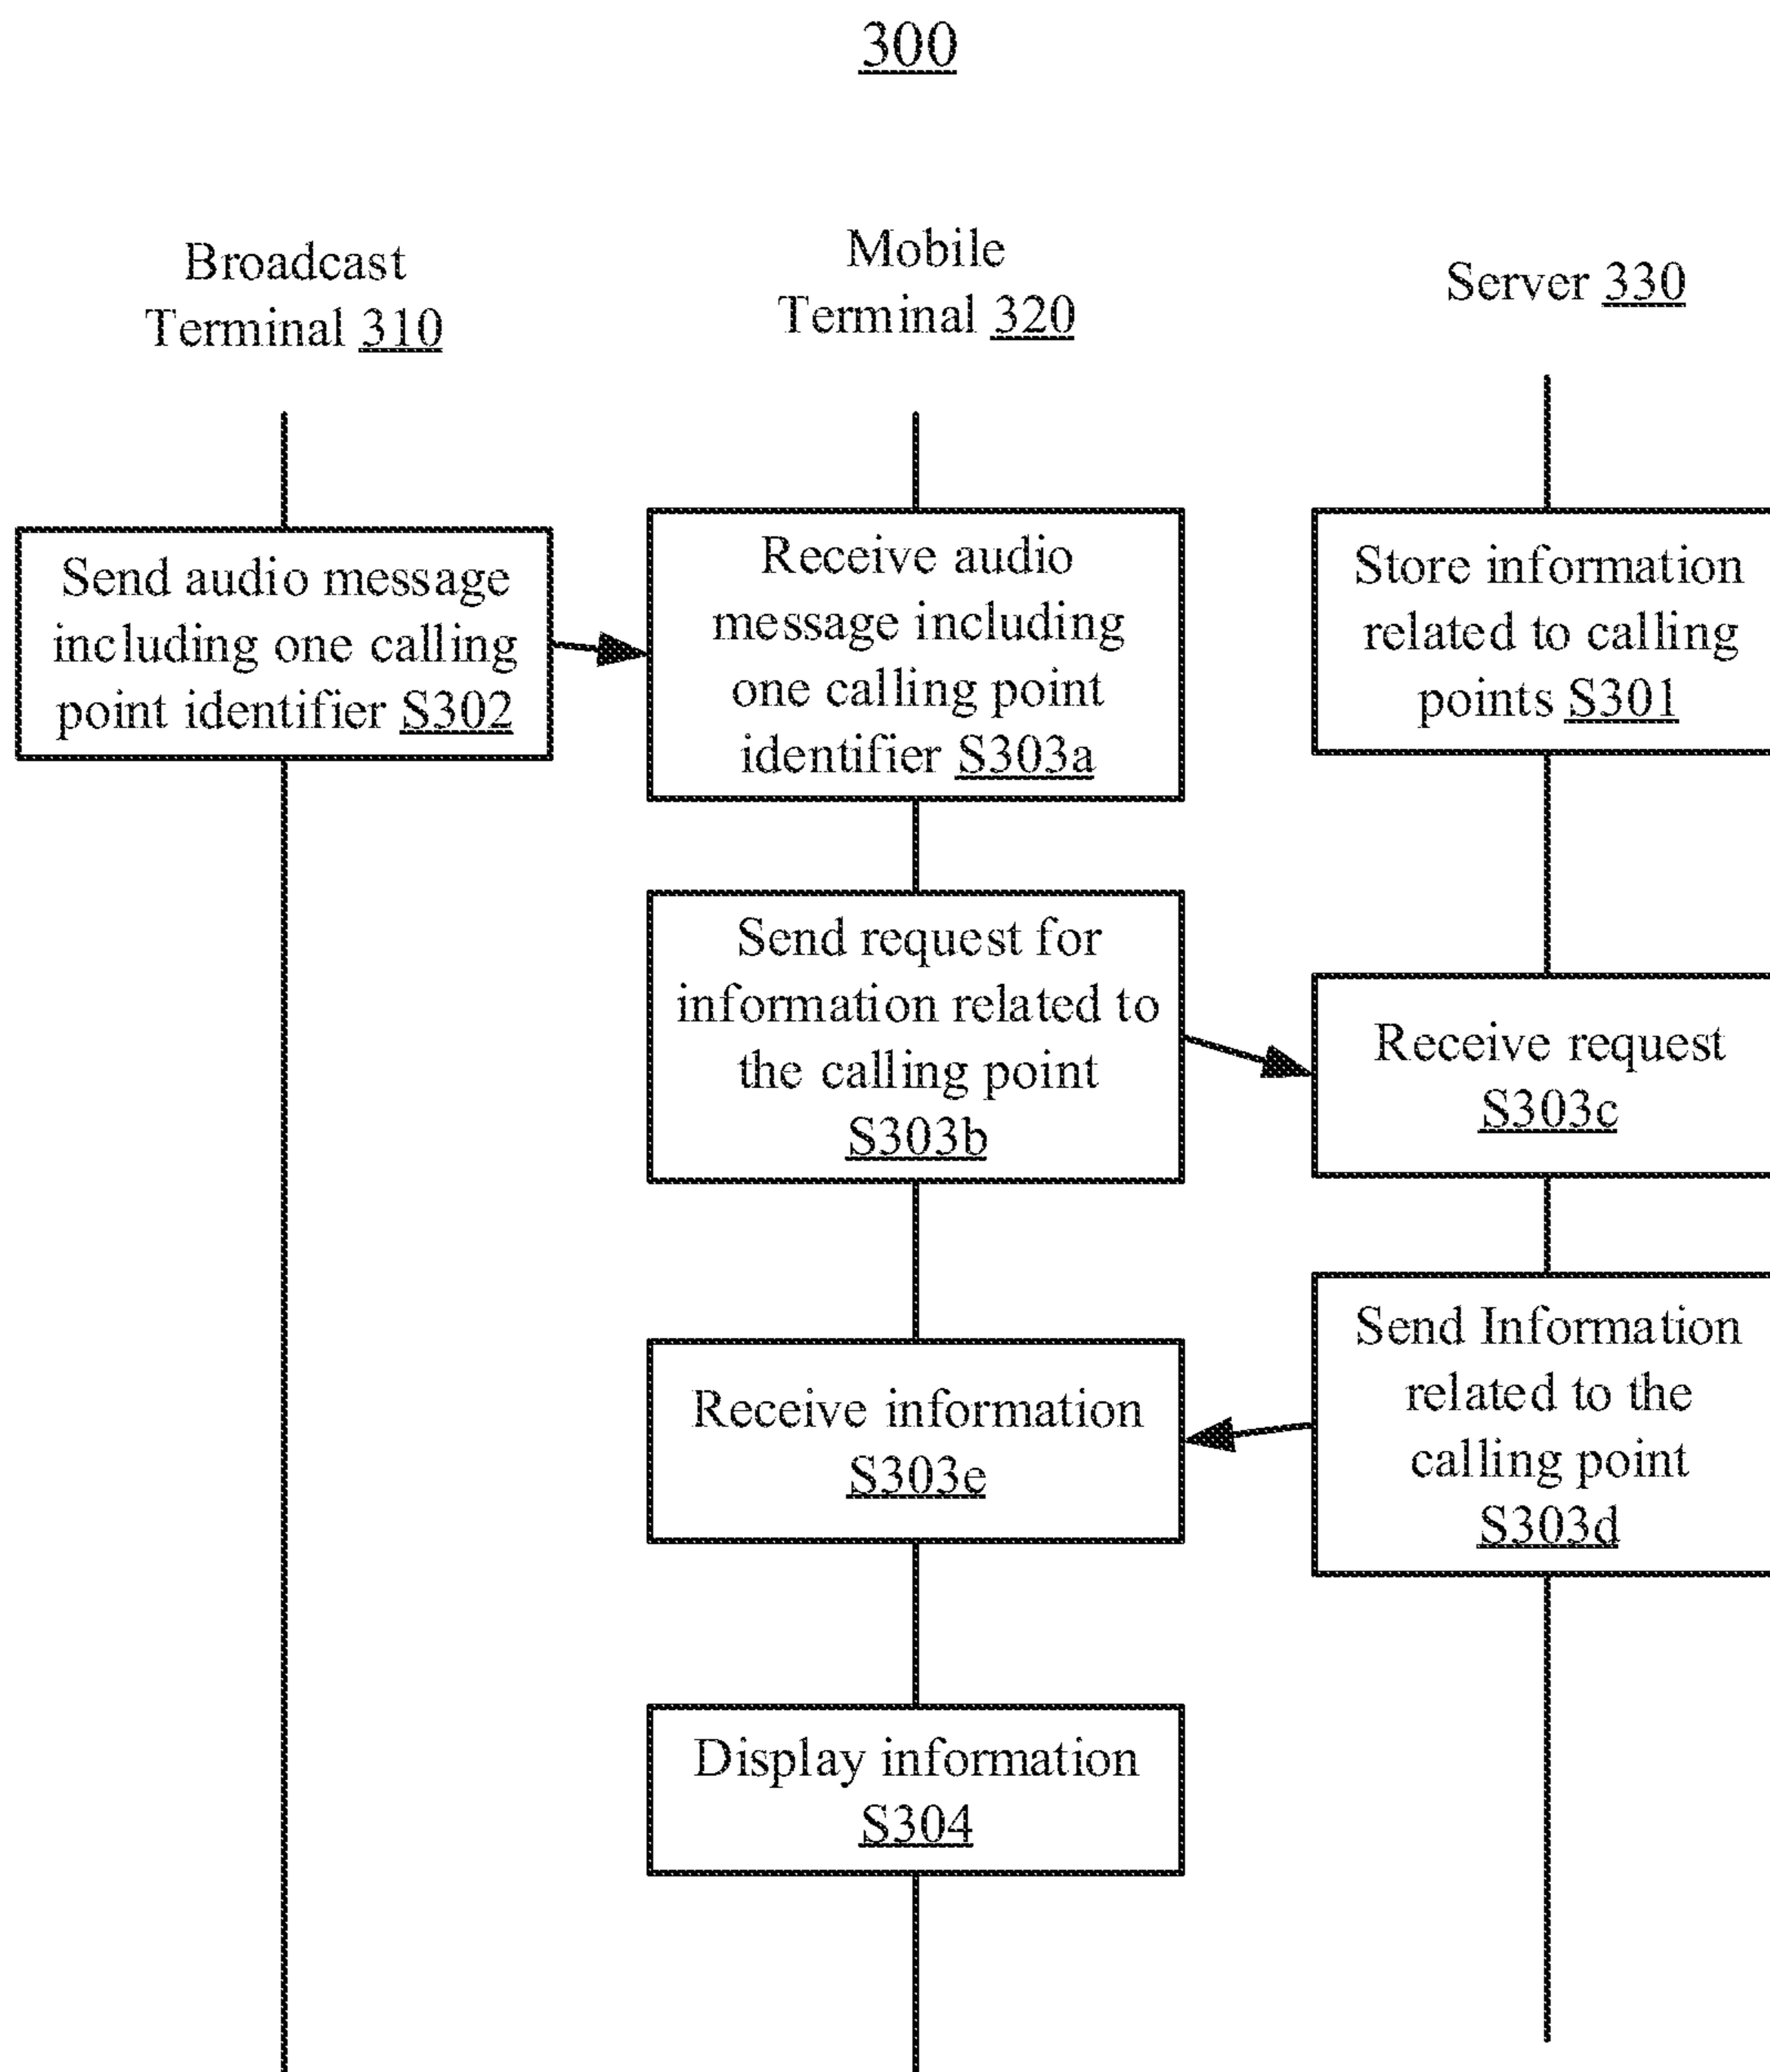 300
Broadcast
Terminal 310
Mobile
Terminal 320
Server 330
Send audio message
including one calling
point identifier S302
Receive audio
message including
one calling point
identifier S303a
Store information
related to calling
points S301
Send request for
information related to
the calling point
S303b
Receive request
S303c
Send Information
related to the
calling point
S303d
Receive information
S303e
Display information
S304